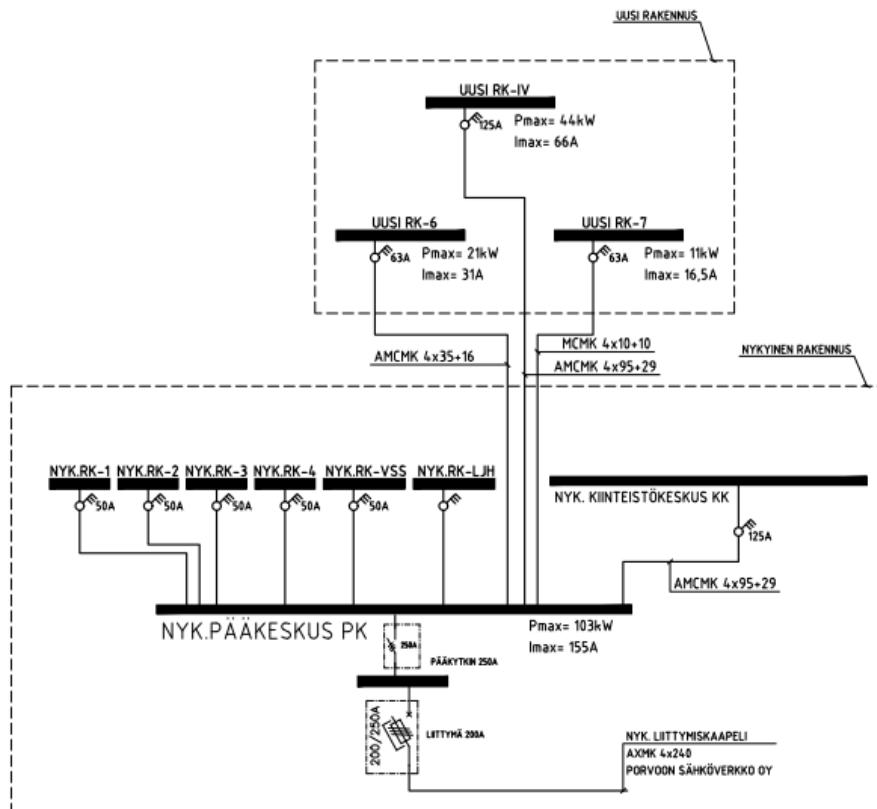 UUSI RAKENNUS
UUSI RK-IV
125A
Pmax= 44kW
Imax= 66A
UUSI RK-6
63A
Pmax= 21kW
Imax= 31A
UUSI RK-7
63A
Pmax= 11kW
Imax= 16,5A
AMCMK 4x35+16
MCMK 4x10+10
AMCMK 4x95+29
NYKYINEN RAKENNUS
NYK.RK-1
NYK.RK-2
NYK.RK-3
NYK.RK-4
NYK.RK-VSS
NYK.RK-LJH
50A
50A
50A
50A
50A
NYK. KIINTEISTÖKESKUS KK
125A
AMCMK 4x95+29
NYK.PÄÄKESKUS PK
Pmax= 103kW
Imax= 155A
250A
PÄÄKYTKIN 250A
200/250A
LIITTYMÄ 200A
NYK. LIITTYMISKAAPELI
AXMK 4x240
PORVOON SÄHKÖVERKKO OY